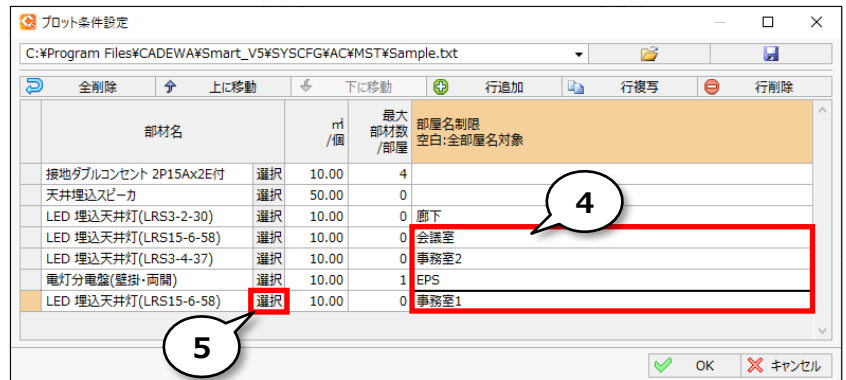 プロット条件設定
C:¥Program Files¥CADEWA¥Smart_V5¥SYSCFG¥AC¥MST¥Sample.txt
全削除 上に移動 下に移動 行追加 行複写 行削除
部材名 ㎡/個 最大部材数/部屋 部屋名制限
空白:全部屋名対象
接地ダブルコンセント 2P15Ax2E付 選択 10.00 4
天井埋込スピーカ 選択 50.00 0
LED 埋込天井灯(LRS3-2-30) 選択 10.00 0 廊下
4
LED 埋込天井灯(LRS15-6-58) 選択 10.00 0 会議室
LED 埋込天井灯(LRS3-4-37) 選択 10.00 0 事務室2
電灯分電盤(壁掛・両開) 選択 10.00 1 EPS
LED 埋込天井灯(LRS15-6-58) 選択 10.00 0 事務室1
5
OK キャンセル